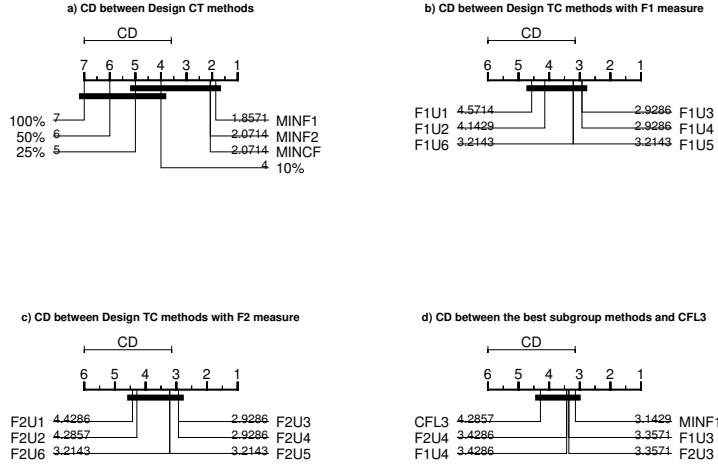 a) CD between Design CT methods
CD
7 6 5 4 3 2 1
100% 7
50% 6
25% 5
1.8571 MINF1
2.0714 MINF2
2.0714 MINCF
4 10%
b) CD between Design TC methods with F1 measure
CD
6 5 4 3 2 1
F1U1 4.5714
F1U2 4.1429
F1U6 3.2143
2.9286 F1U3
2.9286 F1U4
3.2143 F1U5
c) CD between Design TC methods with F2 measure
CD
6 5 4 3 2 1
F2U1 4.4286
F2U2 4.2857
F2U6 3.2143
2.9286 F2U3
2.9286 F2U4
3.2143 F2U5
d) CD between the best subgroup methods and CFL3
CD
6 5 4 3 2 1
CFL3 4.2857
F2U4 3.4286
F1U4 3.4286
3.1429 MINF1
3.3571 F1U3
3.3571 F2U3